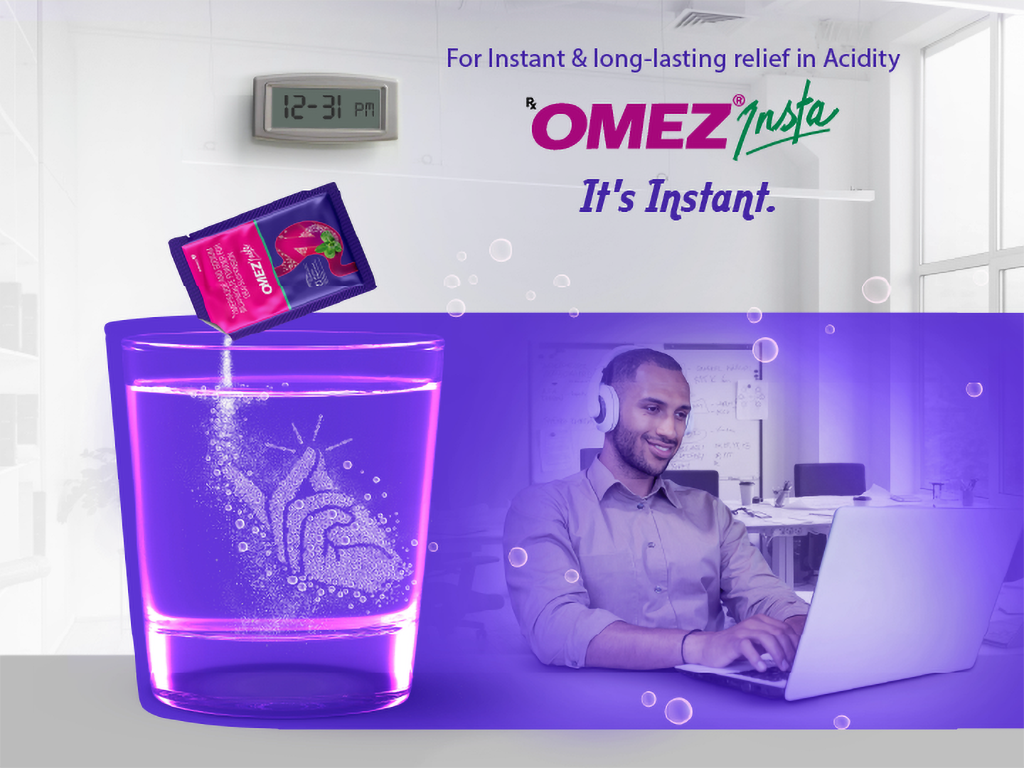 For Instant & long-lasting relief in Acidity
12-31 PM
Rx
OMEZ® Insta
It's Instant.
OMEZ Insta